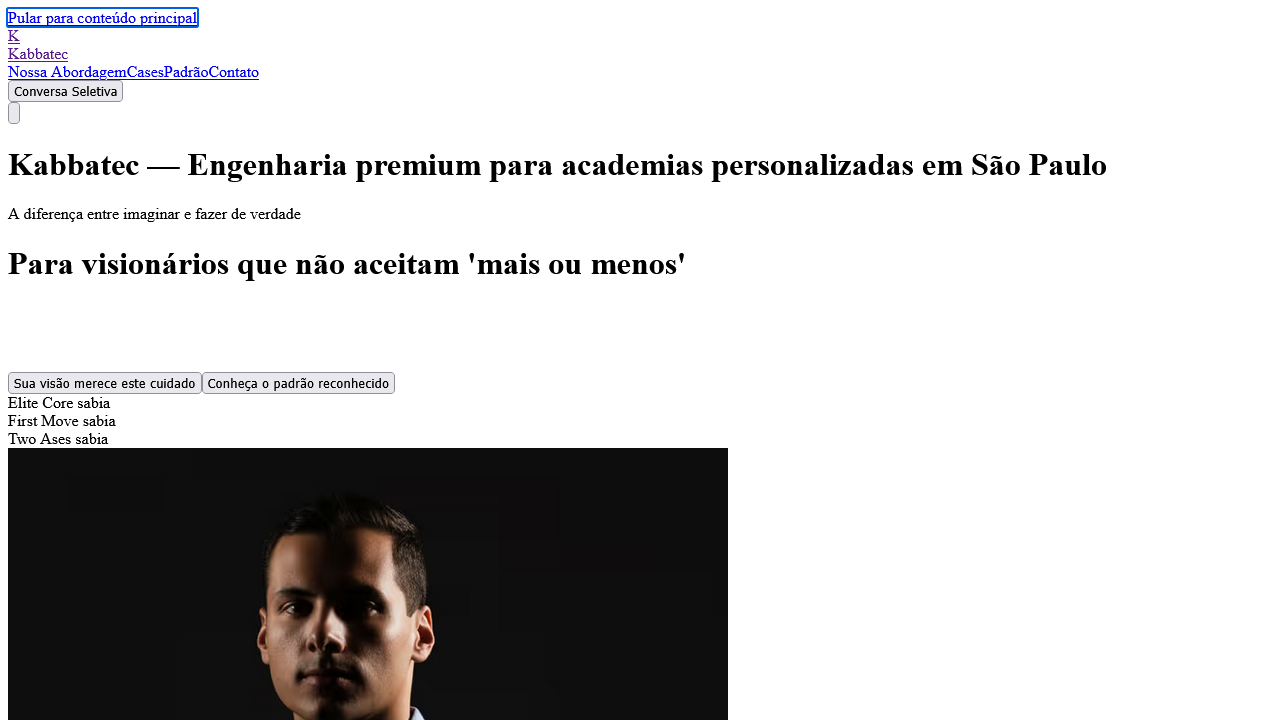 Pular para conteúdo principal
K
Kabbatec
Nossa AbordagemCasesPadrãoContato
Conversa Seletiva
Kabbatec — Engenharia premium para academias personalizadas em São Paulo
A diferença entre imaginar e fazer de verdade
Para visionários que não aceitam 'mais ou menos'
Sua visão merece este cuidado Conheça o padrão reconhecido
Elite Core sabia
First Move sabia
Two Ases sabia